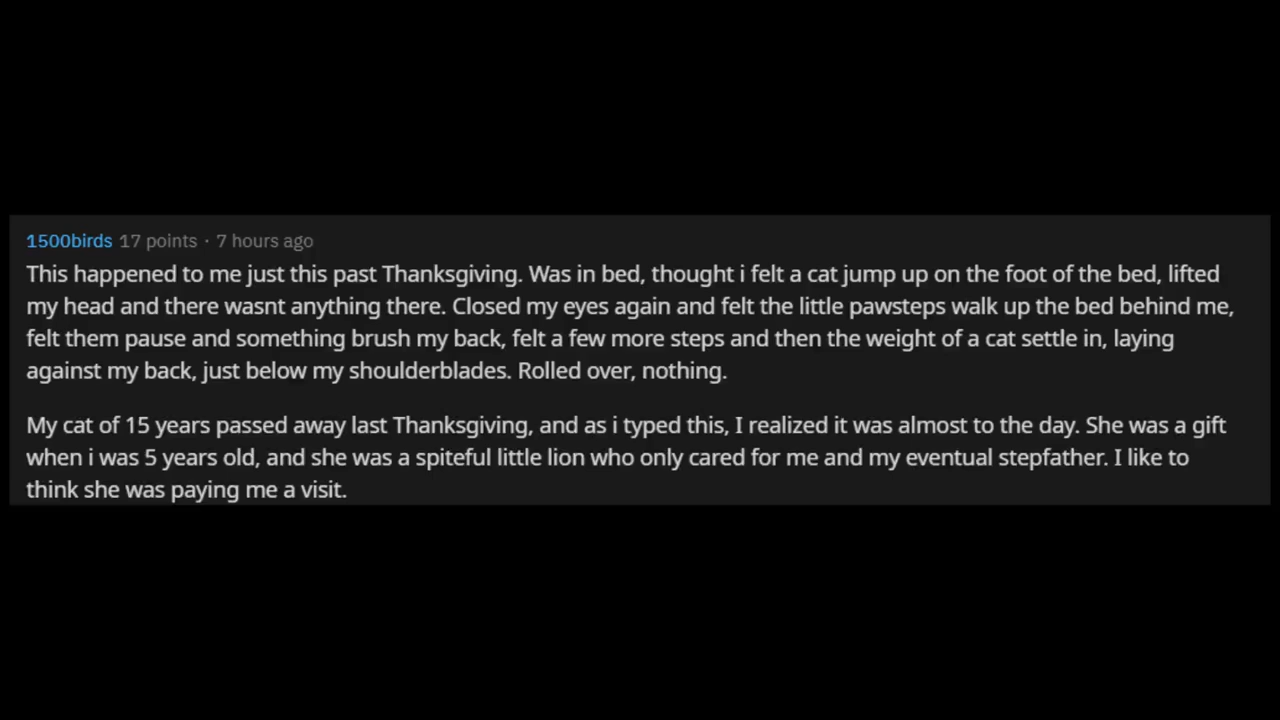 1500birds 17 points · 7 hours ago
This happened to me just this past Thanksgiving. Was in bed, thought i felt a cat jump up on the foot of the bed, lifted
my head and there wasnt anything there. Closed my eyes again and felt the little pawsteps walk up the bed behind me,
felt them pause and something brush my back, felt a few more steps and then the weight of a cat settle in, laying
against my back, just below my shoulderblades. Rolled over, nothing.
My cat of 15 years passed away last Thanksgiving, and as i typed this, I realized it was almost to the day. She was a gift
when i was 5 years old, and she was a spiteful little lion who only cared for me and my eventual stepfather. I like to
think she was paying me a visit.